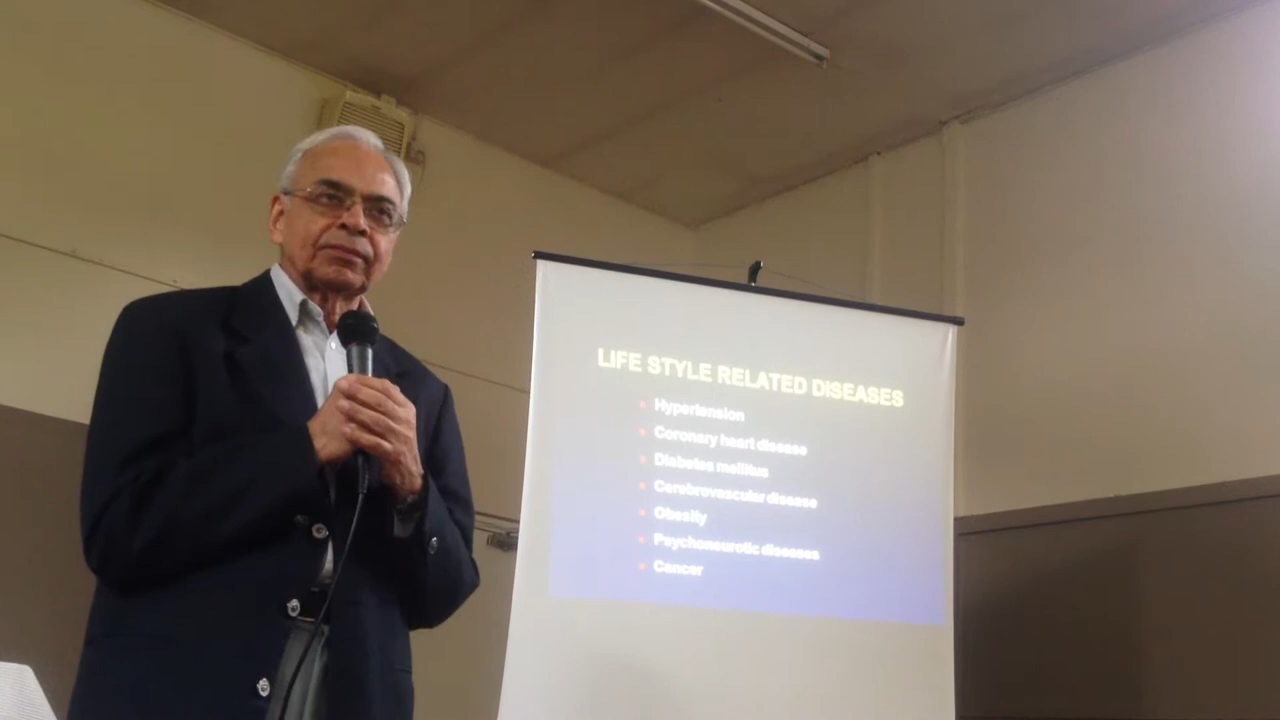 LIFE STYLE RELATED DISEASES
Hypertension
Coronary heart disease
Diabetes mellitus
Cerebrovascular disease
Obesity
Psychoneurotic diseases
Cancer